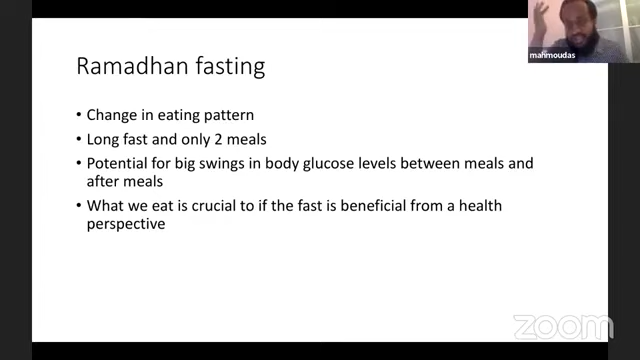 mahmoudas
Ramadhan fasting
• Change in eating pattern
• Long fast and only 2 meals
• Potential for big swings in body glucose levels between meals and
after meals
• What we eat is crucial to if the fast is beneficial from a health
perspective
zoom